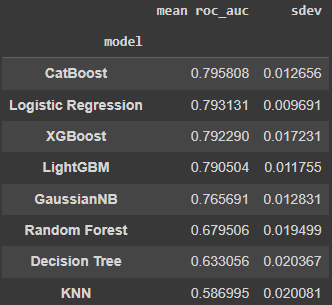 mean roc_auc sdev
model
CatBoost 0.795808 0.012656
Logistic Regression 0.793131 0.009691
XGBoost 0.792290 0.017231
LightGBM 0.790504 0.011755
GaussianNB 0.765691 0.012831
Random Forest 0.679506 0.019499
Decision Tree 0.633056 0.020367
KNN 0.586995 0.020081